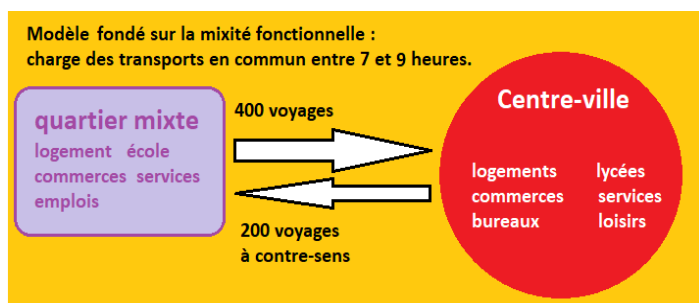 Modèle fondé sur la mixité fonctionnelle :
charge des transports en commun entre 7 et 9 heures.
quartier mixte
logement école
commerces services
emplois
400 voyages
200 voyages
à contre-sens
Centre-ville
logements lycées
commerces services
bureaux loisirs